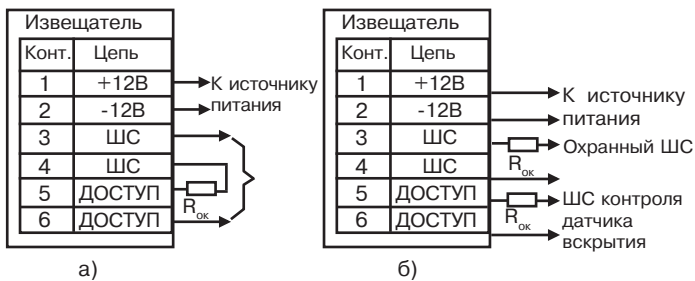 Извещатель
Конт. Цепь
1 +12В
2 -12В
3 ШС
4 ШС
5 ДОСТУП
6 ДОСТУП
К источнику
питания
Rок
а)
Извещатель
Конт. Цепь
1 +12В
2 -12В
3 ШС
4 ШС
5 ДОСТУП
6 ДОСТУП
К источнику
питания
Охранный ШС
Rок
ШС контроля
датчика
вскрытия
Rок
б)